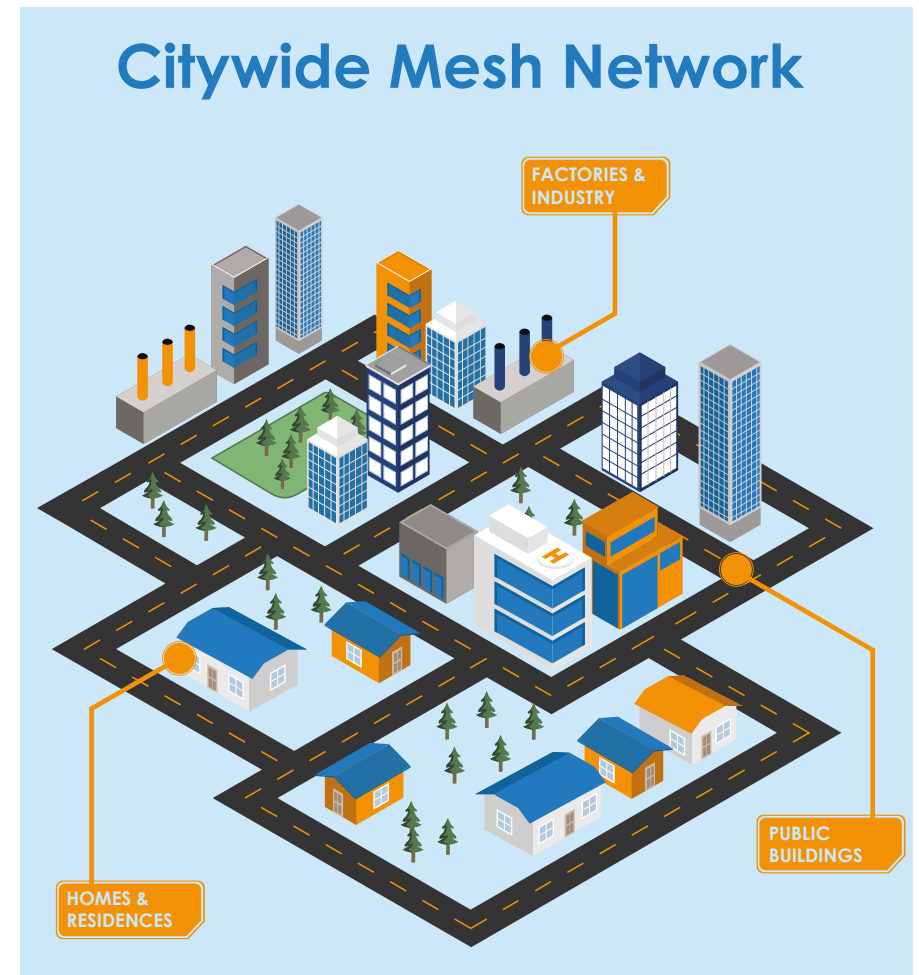 Citywide Mesh Network
FACTORIES &
INDUSTRY
H
PUBLIC
BUILDINGS
HOMES &
RESIDENCES